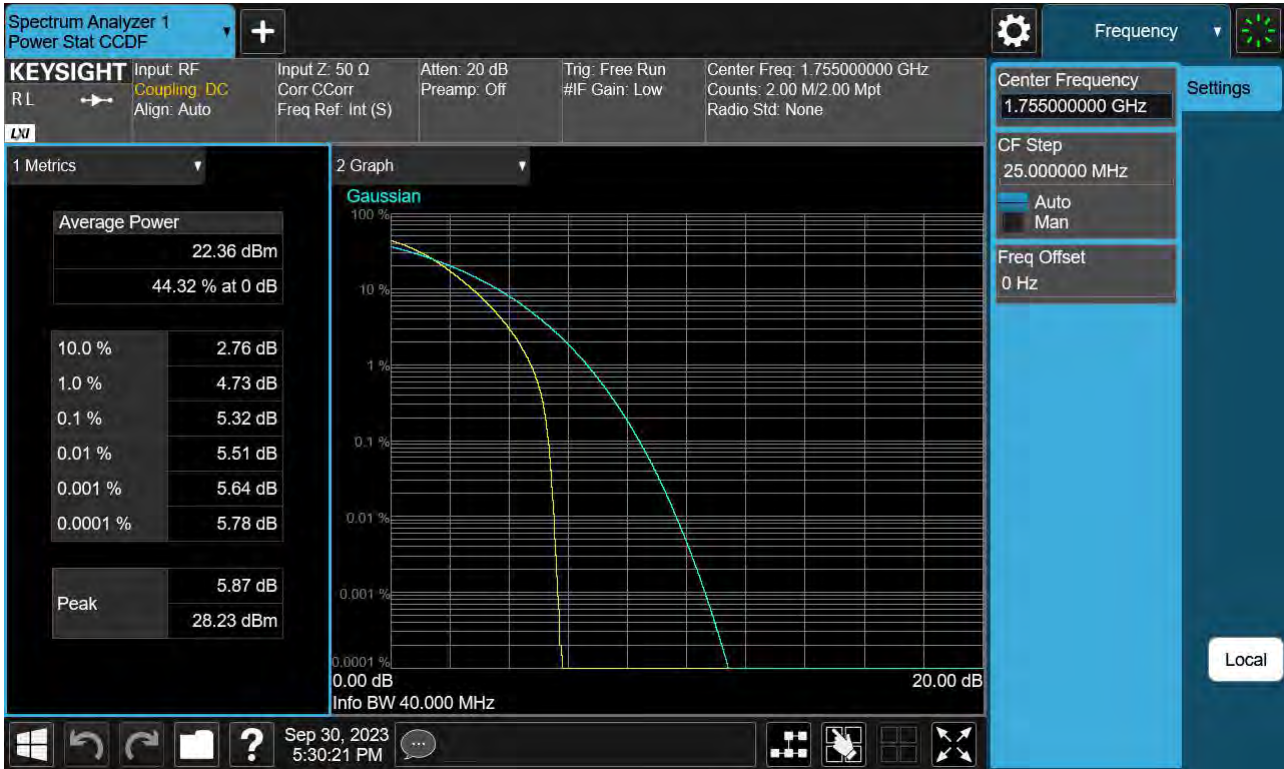 Spectrum Analyzer 1
Power Stat CCDF
Frequency
KEYSIGHT
R L
LXI
Input: RF
Coupling: DC
Align: Auto
Input Z: 50 Ω
Corr CCorr
Freq Ref: Int (S)
Atten: 20 dB
Preamp: Off
Trig: Free Run
#IF Gain: Low
Center Freq: 1.755000000 GHz
Counts: 2.00 M/2.00 Mpt
Radio Std: None
Center Frequency
1.755000000 GHz
Settings
CF Step
25.000000 MHz
Auto
Man
Freq Offset
0 Hz
Local
1 Metrics
Average Power
22.36 dBm
44.32 % at 0 dB
10.0 % 2.76 dB
1.0 % 4.73 dB
0.1 % 5.32 dB
0.01 % 5.51 dB
0.001 % 5.64 dB
0.0001 % 5.78 dB
Peak
5.87 dB
28.23 dBm
2 Graph
Gaussian
100 %
10 %
1 %
0.1 %
0.01 %
0.001 %
0.0001 %
0.00 dB 20.00 dB
Info BW 40.000 MHz
?
Sep 30, 2023
5:30:21 PM